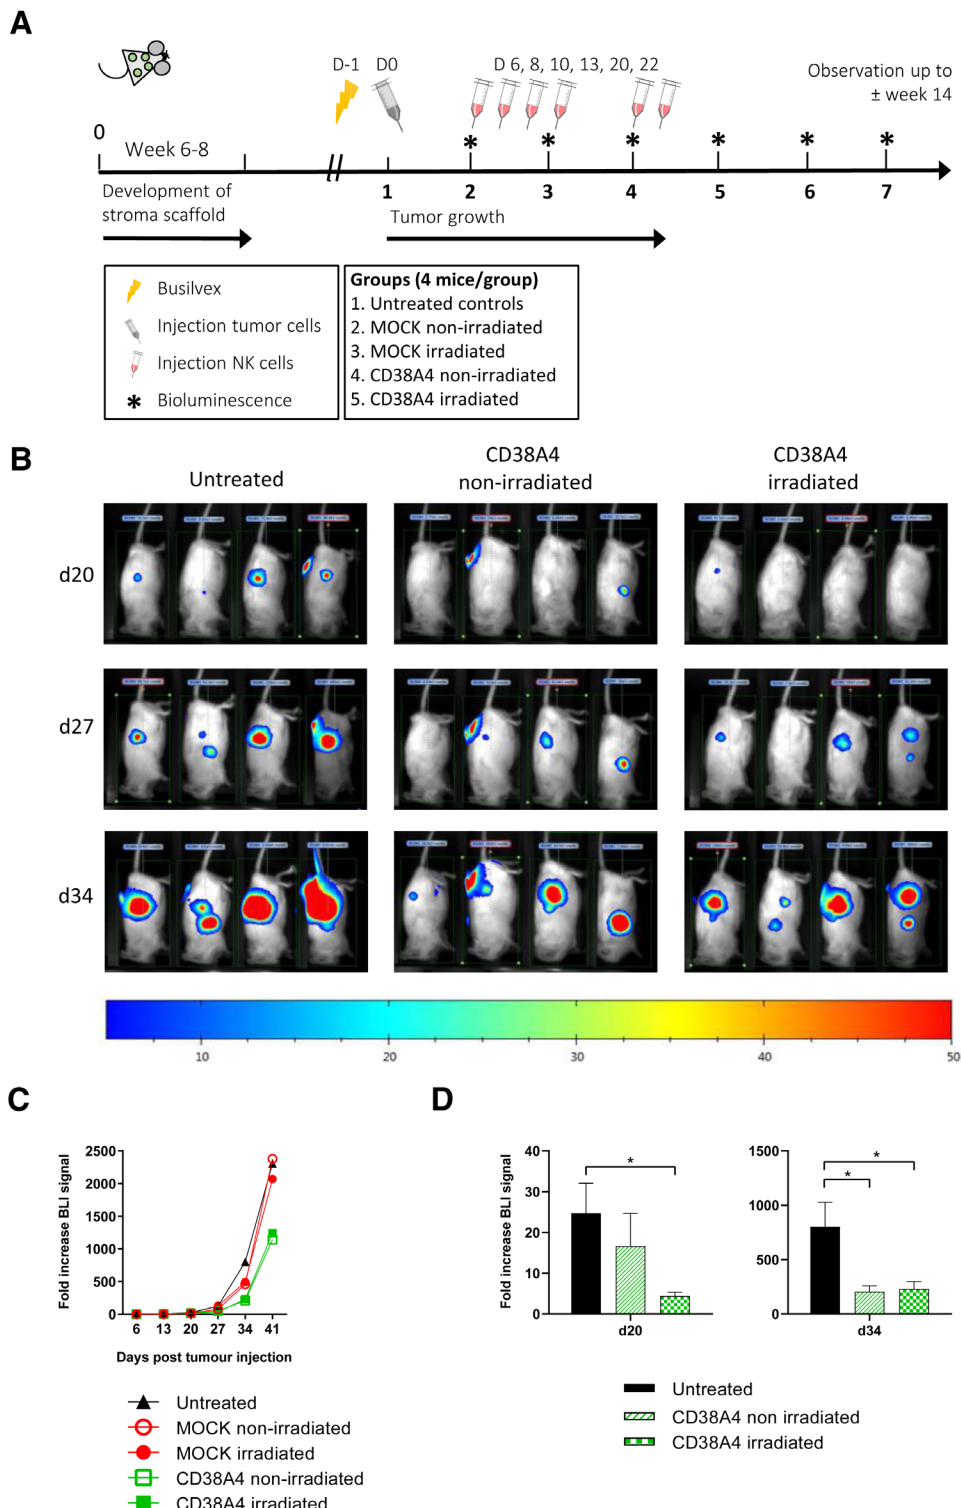 A
D-1 D0 D 6, 8, 10, 13, 20, 22
Observation up to
± week 14
0
Week 6-8
* * * * * *
1 2 3 4 5 6 7
Development of
stroma scaffold
Tumor growth
Busilvex
Injection tumor cells
Injection NK cells
* Bioluminescence
Groups (4 mice/group)
1. Untreated controls
2. MOCK non-irradiated
3. MOCK irradiated
4. CD38A4 non-irradiated
5. CD38A4 irradiated
B
Untreated
CD38A4
non-irradiated
CD38A4
irradiated
d20
d27
d34
10 20 30 40 50
C
Fold increase BLI signal
2500
2000
1500
1000
500
0
6 13 20 27 34 41
Days post tumour injection
Untreated
MOCK non-irradiated
MOCK irradiated
CD38A4 non-irradiated
CD38A4 irradiated
D
Fold increase BLI signal
40
30
20
10
0
*
d20
1500
1000
500
0
*
*
d34
Untreated
CD38A4 non irradiated
CD38A4 irradiated